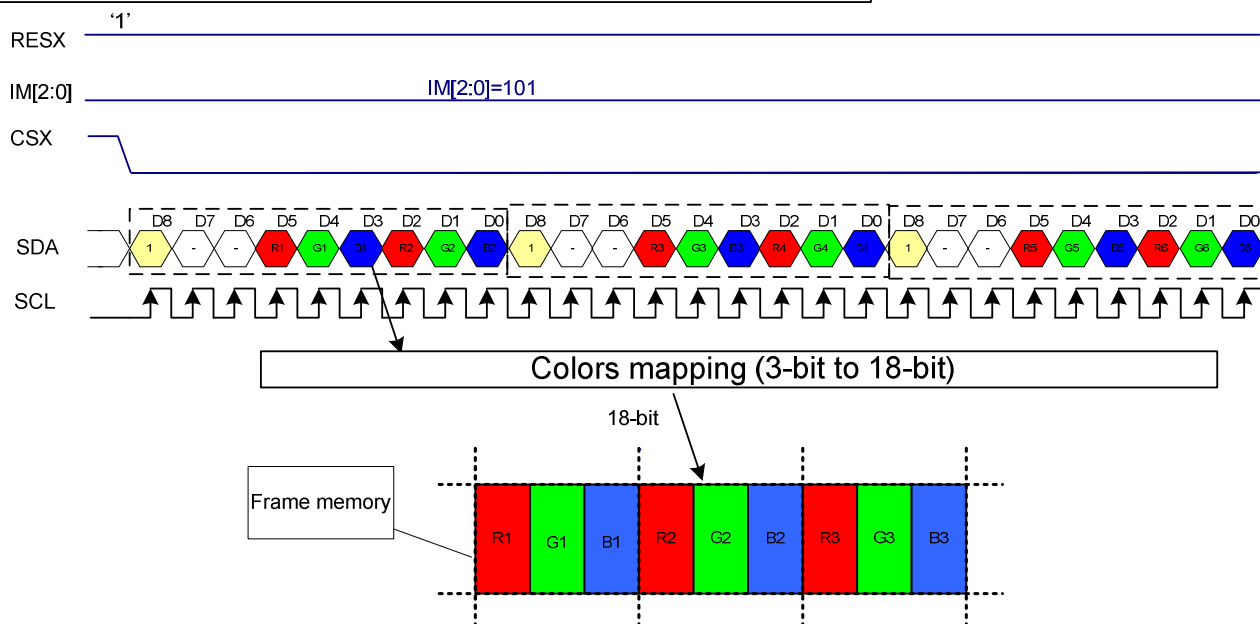 '1'
RESX
IM[2:0] IM[2:0]=101
CSX
D8 D7 D6 D5 D4 D3 D2 D1 D0 D8 D7 D6 D5 D4 D3 D2 D1 D0 D8 D7 D6 D5 D4 D3 D2 D1 D0
SDA 1 - - R1 G1 B1 R2 G2 B2 1 - - R3 G3 B3 R4 G4 B4 1 - - R5 G5 B5 R6 G6 B6
SCL
Colors mapping (3-bit to 18-bit)
18-bit
Frame memory
R1 G1 B1 R2 G2 B2 R3 G3 B3